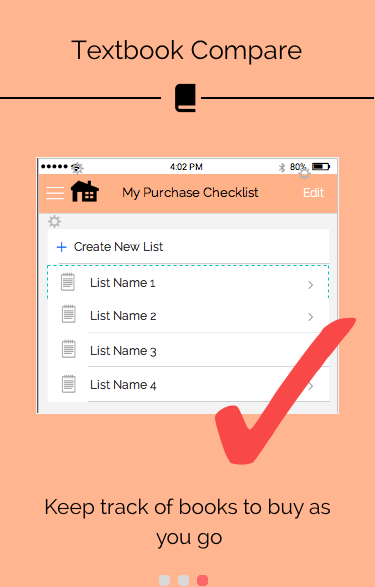 Textbook Compare
4:02 PM
80%
My Purchase Checklist
Edit
+ Create New List
List Name 1
List Name 2
List Name 3
List Name 4
Keep track of books to buy as
you go